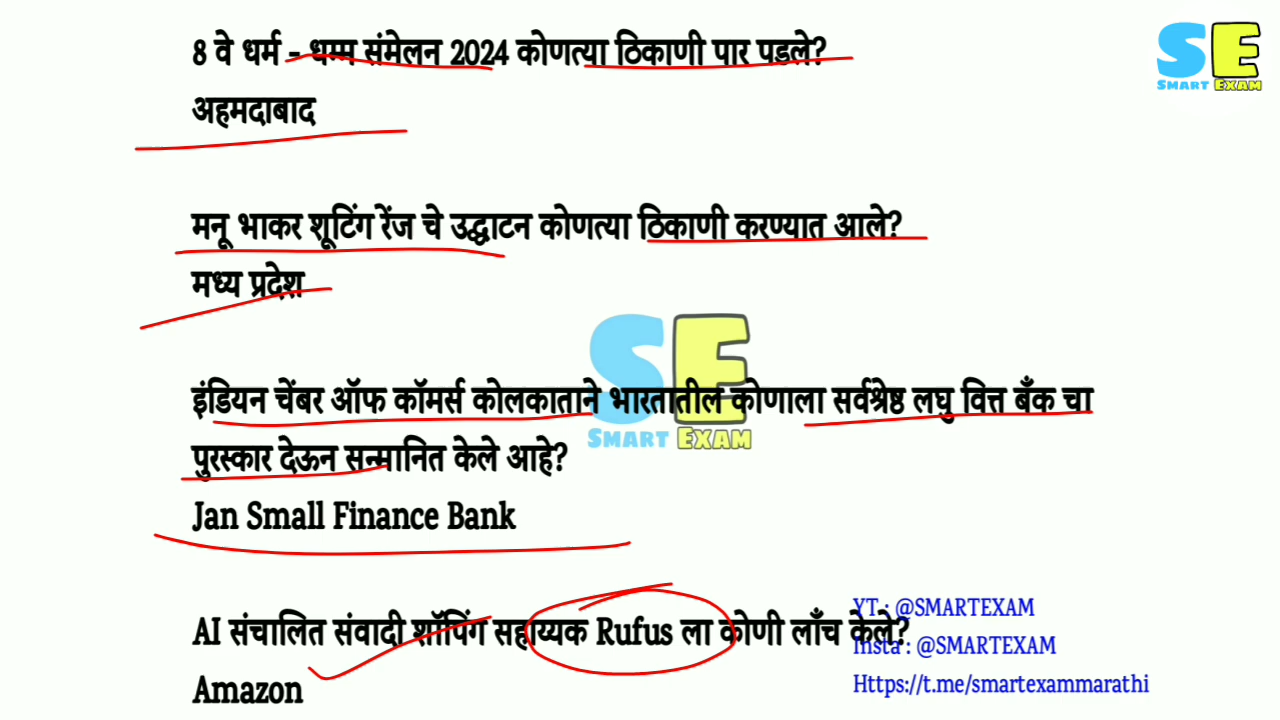 8 वे धर्म - धम्म संमेलन 2024 कोणत्या ठिकाणी पार पडले?
SE
SMART EXAM
अहमदाबाद
मनू भाकर शूटिंग रेंज चे उद्घाटन कोणत्या ठिकाणी करण्यात आले?
मध्य प्रदेश
इंडियन चेंबर ऑफ कॉमर्स कोलकाताने भारतातील कोणाला सर्वश्रेष्ठ लघु वित्त बँक चा
पुरस्कार देऊन सन्मानित केले आहे?
SE
SMART EXAM
Jan Small Finance Bank
AI संचालित संवादी शॉपिंग सहाय्यक Rufus ला कोणी लाँच केले?
Amazon
YT : @SMARTEXAM
Insta : @SMARTEXAM
Https://t.me/smartexammarathi